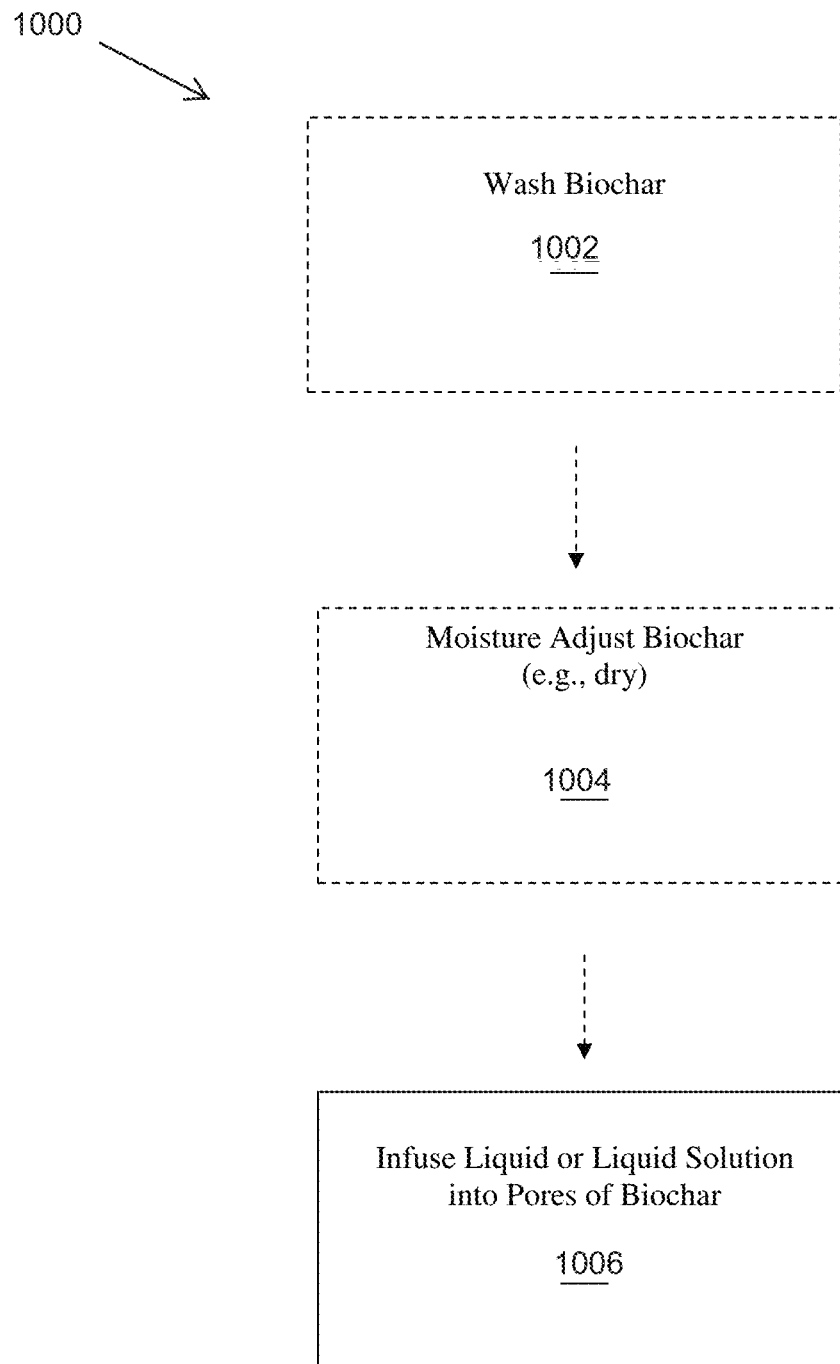 1000
Wash Biochar
1002
Moisture Adjust Biochar
(e.g., dry)
1004
Infuse Liquid or Liquid Solution
into Pores of Biochar
1006